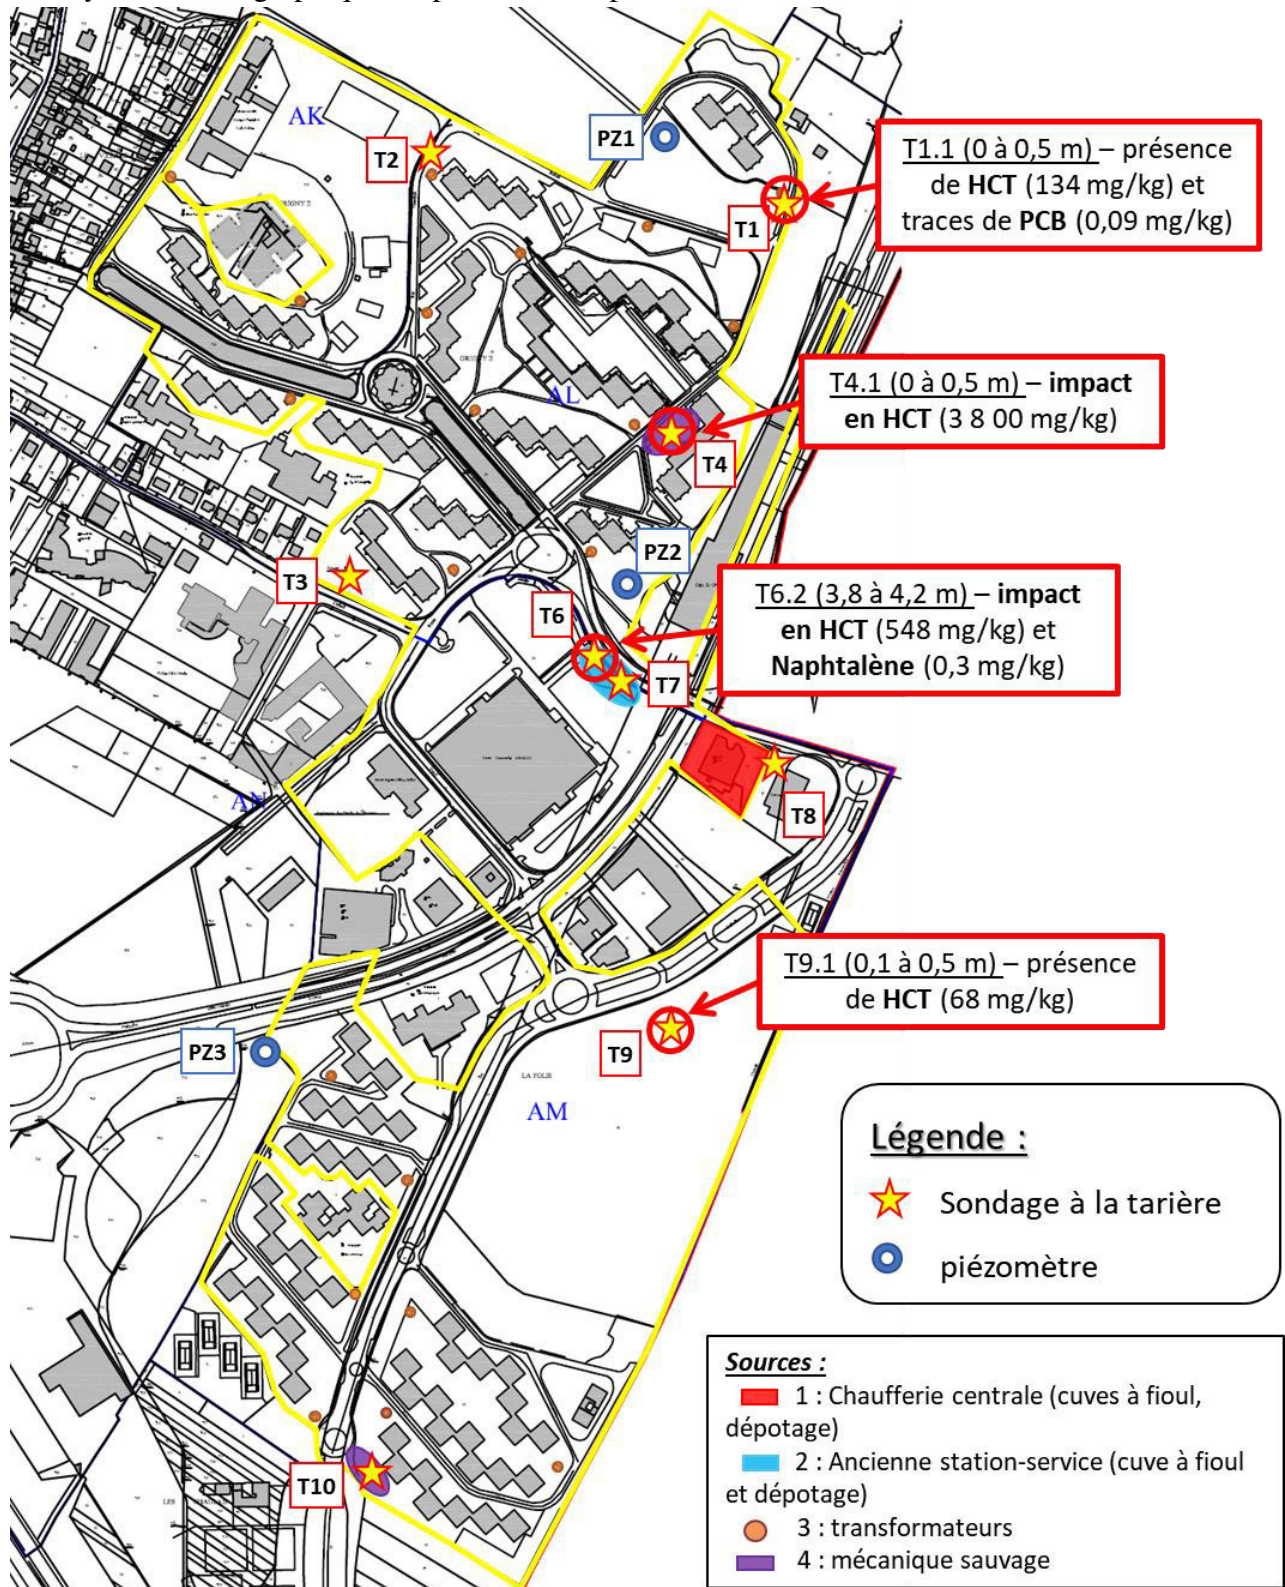 AK
T2
PZ1
T1
T1.1 (0 à 0,5 m) – présence
de HCT (134 mg/kg) et
traces de PCB (0,09 mg/kg)
GRIGNY II
AL
T4.1 (0 à 0,5 m) – impact
en HCT (3 8 00 mg/kg)
T4
PZ2
T3
T6
T6.2 (3,8 à 4,2 m) – impact
en HCT (548 mg/kg) et
Naphtalène (0,3 mg/kg)
T7
AN
T8
T9.1 (0,1 à 0,5 m) – présence
de HCT (68 mg/kg)
PZ3
T9
LA FOLIE
AM
Légende :
Sondage à la tarière
piézomètre
T10
Sources :
1 : Chaufferie centrale (cuves à fioul,
dépotage)
2 : Ancienne station-service (cuve à fioul
et dépotage)
3 : transformateurs
4 : mécanique sauvage